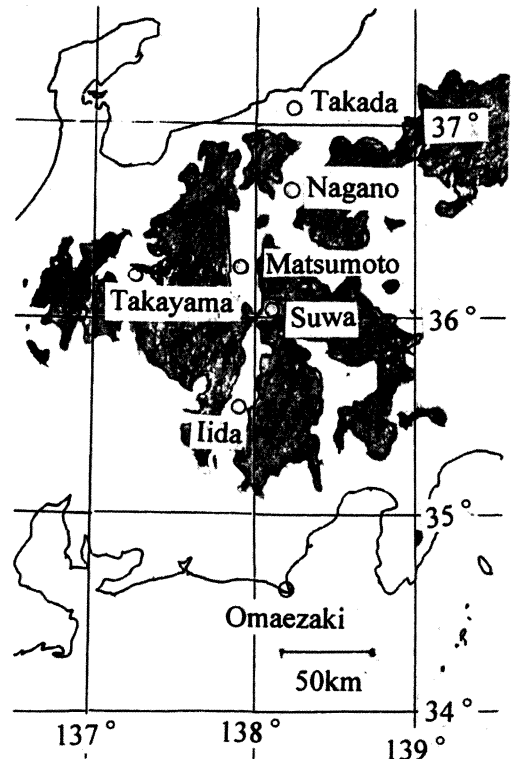 Takada
37°
Nagano
Matsumoto
Takayama
Suwa
36°
Iida
35°
Omaezaki
50km
34°
137°
138°
139°